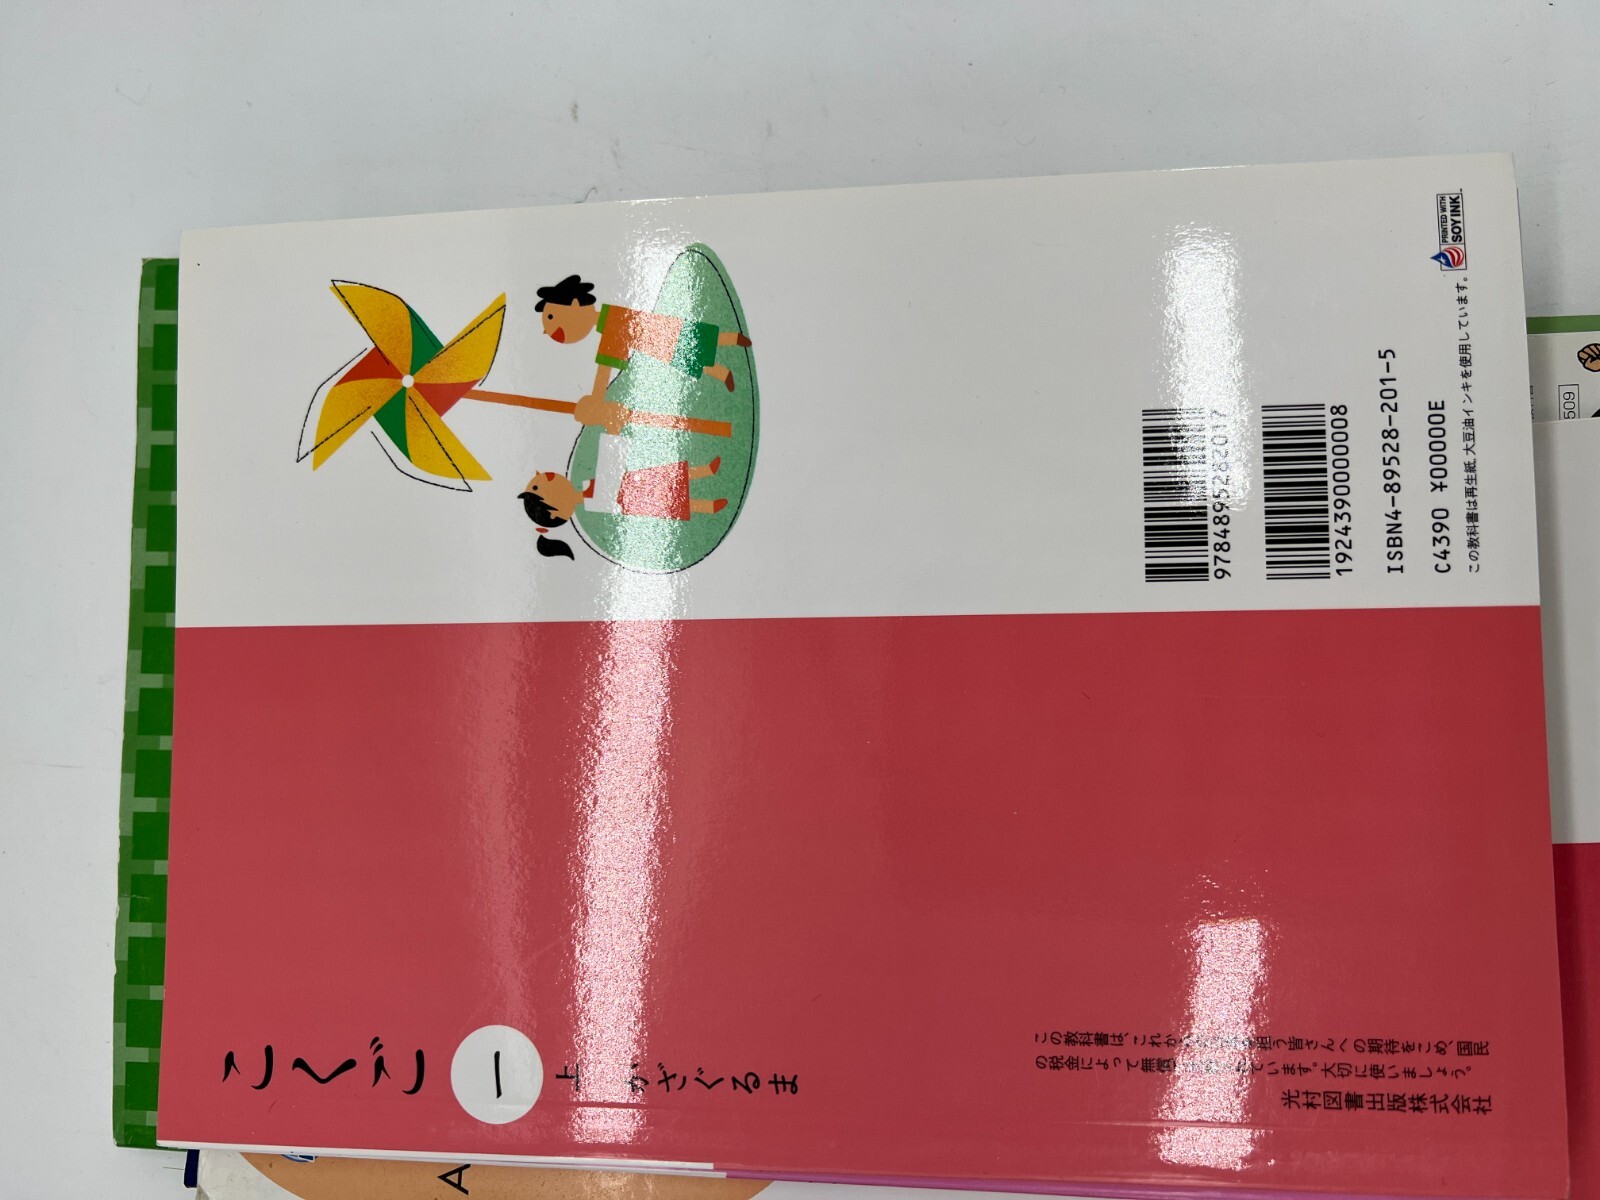 こくご
一
上
かざぐるま
9784895282017
1924390000008
ISBN4-89528-201-5
C4390 ¥00000E
この教科書は再生紙、大豆油インキを使用しています。
PRINTED WITH
SOY INK
この教科書は、これか 担う皆さんへの期待をこめ、国民
の税金によって無償 ています。大切に使いましょう。
光村図書出版株式会社
509
A